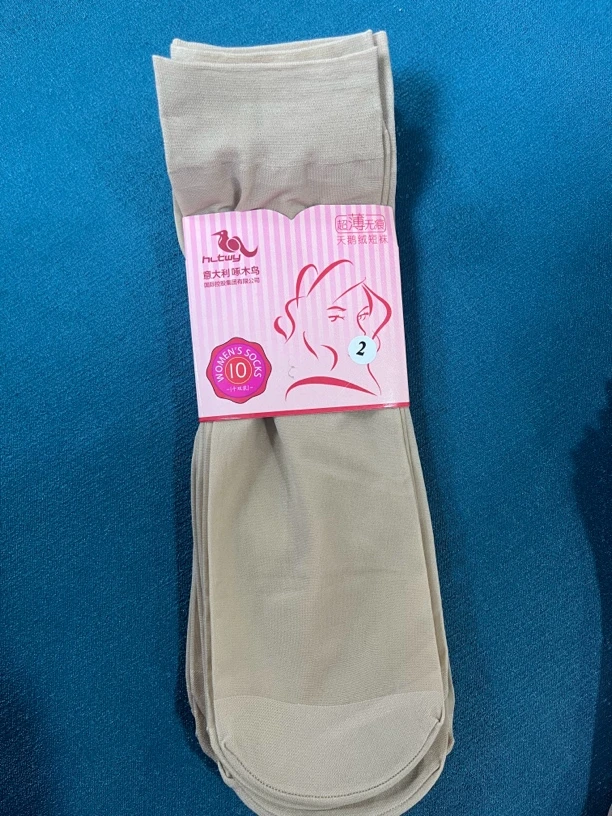 hLtwy
意大利啄木鸟
国际控股集团有限公司
超薄无痕
天鹅绒短袜
2
WOMEN'S SOCKS
10